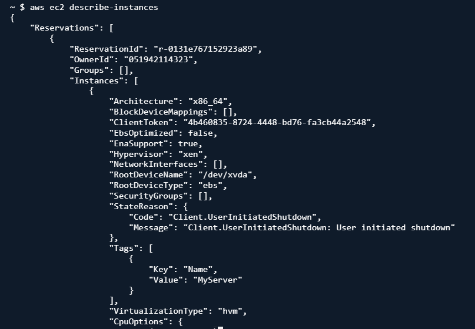 ~ $ aws ec2 describe-instances
{
    "Reservations": [
        {
            "ReservationId": "r-0131e767152923a89",
            "OwnerId": "051942114323",
            "Groups": [],
            "Instances": [
                {
                    "Architecture": "x86_64",
                    "BlockDeviceMappings": [],
                    "ClientToken": "4b460835-8724-4448-bd76-fa3cb44a2548",
                    "EbsOptimized": false,
                    "EnaSupport": true,
                    "Hypervisor": "xen",
                    "NetworkInterfaces": [],
                    "RootDeviceName": "/dev/xvda",
                    "RootDeviceType": "ebs",
                    "SecurityGroups": [],
                    "StateReason": {
                        "Code": "Client.UserInitiatedShutdown",
                        "Message": "Client.UserInitiatedShutdown: User initiated shutdown"
                    },
                    "Tags": [
                        {
                            "Key": "Name",
                            "Value": "MyServer"
                        }
                    ],
                    "VirtualizationType": "hvm",
                    "CpuOptions": {